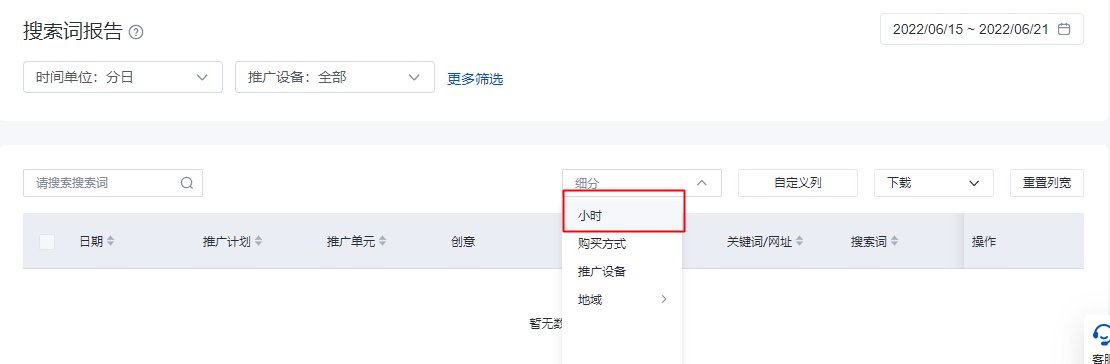 搜索词报告
2022/06/15 ~ 2022/06/21
时间单位：分日
推广设备：全部
更多筛选
请搜索搜索词
细分
自定义列
下载
重置列宽
日期
推广计划
推广单元
创意
关键词/网址
搜索词
操作
小时
购买方式
推广设备
地域
暂无数
客服